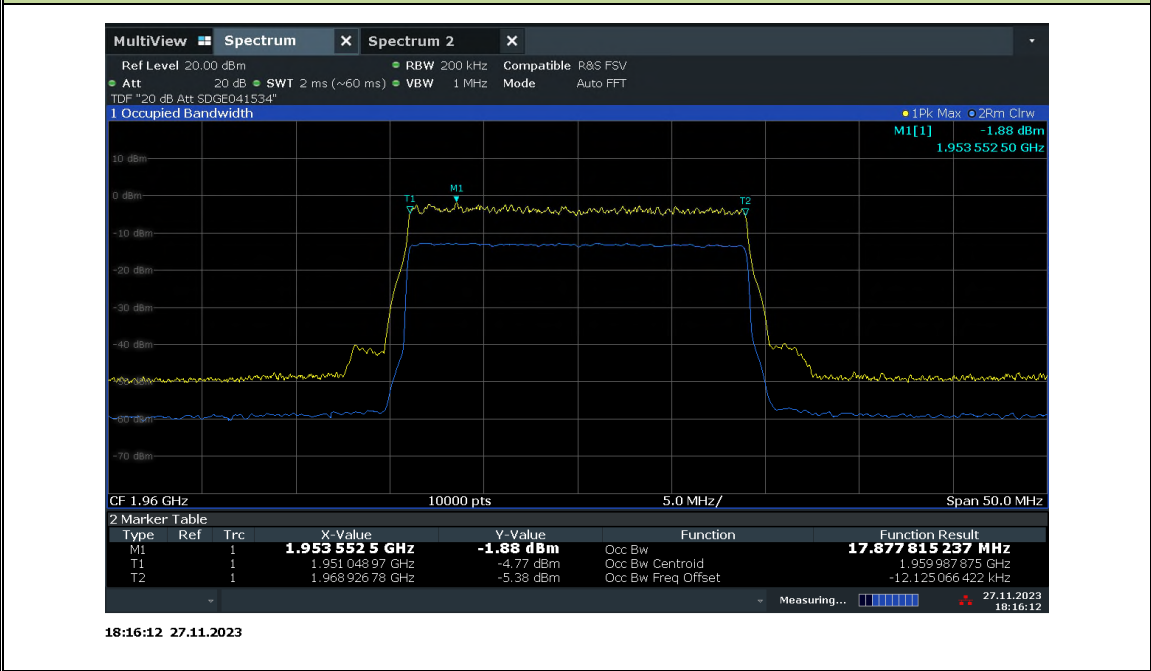 MultiView Spectrum Spectrum 2
Ref Level 20.00 dBm RBW 200 kHz Compatible R&S FSV
Att 20 dB SWT 2 ms (~60 ms) VBW 1 MHz Mode Auto FFT
TDF "20 dB Att SDGE041534"
1 Occupied Bandwidth 1Pk Max 2Rm Clrw
M1[1] -1.88 dBm
1.953 552 50 GHz
10 dBm
M1
0 dBm T1 T2
-10 dBm
-20 dBm
-30 dBm
-40 dBm
-50 dBm
-60 dBm
-70 dBm
CF 1.96 GHz 10000 pts 5.0 MHz/ Span 50.0 MHz
2 Marker Table
Type Ref Trc X-Value Y-Value Function Function Result
M1 1 1.953 552 5 GHz -1.88 dBm Occ Bw 17.877 815 237 MHz
T1 1 1.951 048 97 GHz -4.77 dBm Occ Bw Centroid 1.959 987 875 GHz
T2 1 1.968 926 78 GHz -5.38 dBm Occ Bw Freq Offset -12.125 066 422 kHz
Measuring... 27.11.2023
18:16:12
18:16:12 27.11.2023